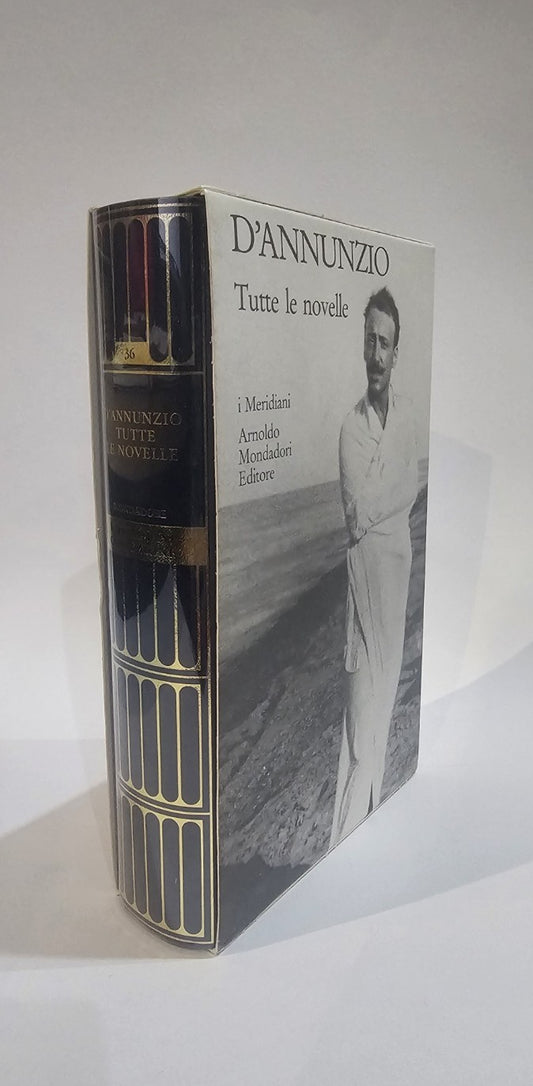 36
D'ANNUNZIO
TUTTE
LE NOVELLE
MONDADORI
D'ANNUNZIO
Tutte le novelle
i Meridiani
Arnoldo
Mondadori
Editore